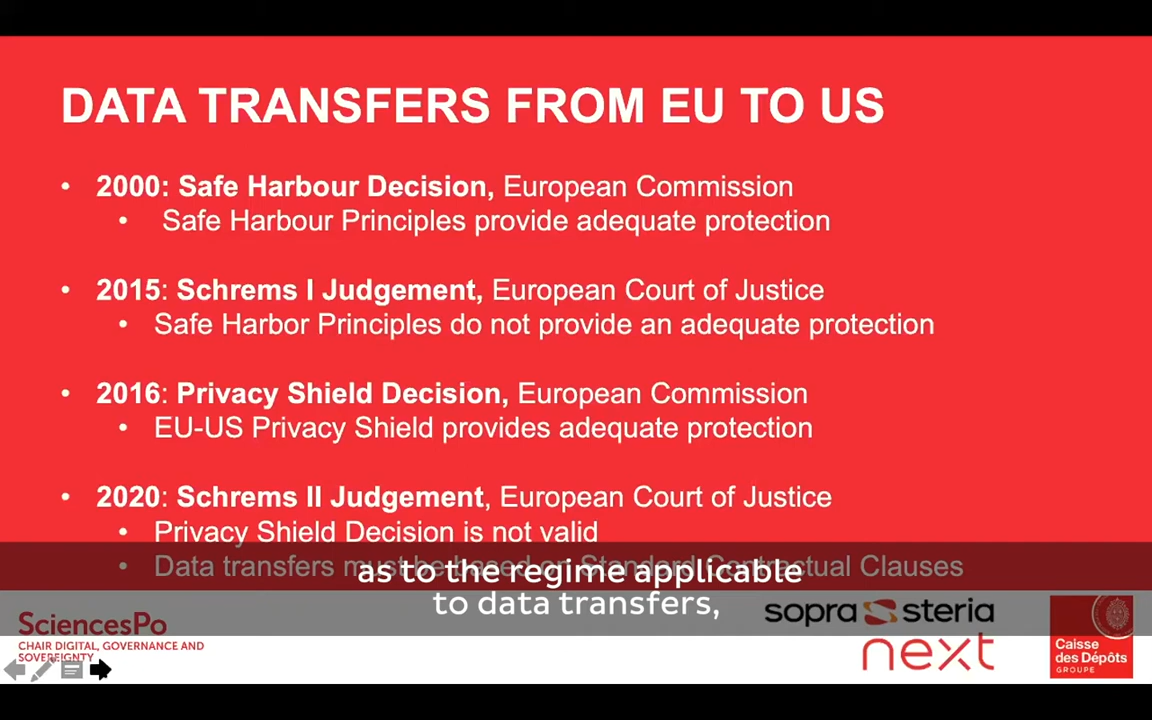 DATA TRANSFERS FROM EU TO US
• 2000: Safe Harbour Decision, European Commission
• Safe Harbour Principles provide adequate protection
• 2015: Schrems I Judgement, European Court of Justice
• Safe Harbor Principles do not provide an adequate protection
• 2016: Privacy Shield Decision, European Commission
• EU-US Privacy Shield provides adequate protection
• 2020: Schrems II Judgement, European Court of Justice
• Privacy Shield Decision is not valid
• Data transfers must be based on Standard Contractual Clauses
as to the regime applicable
to data transfers,
SciencesPo
CHAIR DIGITAL, GOVERNANCE AND
SOVEREIGNTY
sopra steria
next
Caisse
des Dépôts
GROUPE